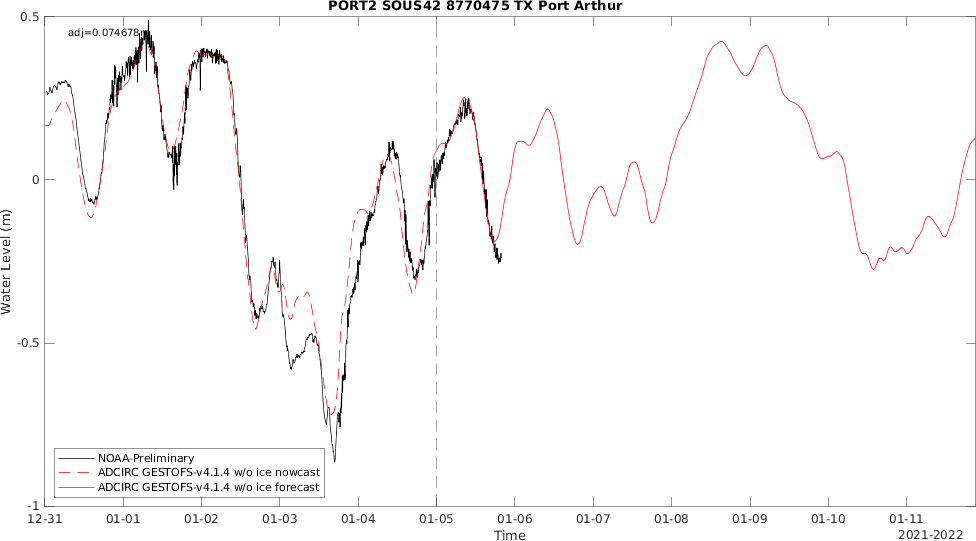 PORT2 SOUS42 8770475 TX Port Arthur
adj=0.074678
0.5
0
-0.5
-1
Water Level (m)
NOAA-Preliminary
ADCIRC GESTOFS-v4.1.4 w/o ice nowcast
ADCIRC GESTOFS-v4.1.4 w/o ice forecast
12-31 01-01 01-02 01-03 01-04 01-05 01-06 01-07 01-08 01-09 01-10 01-11
Time
2021-2022